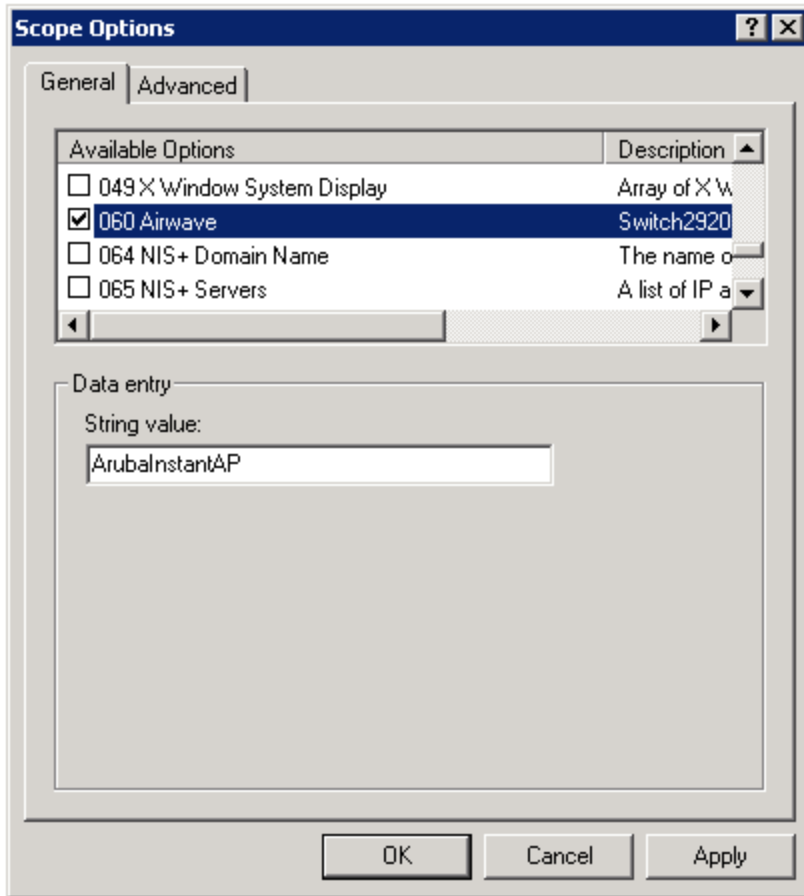 Scope Options
General
Advanced
Available Options Description
049 X Window System Display Array of X W
060 Airwave Switch2920
064 NIS+ Domain Name The name o
065 NIS+ Servers A list of IP a
Data entry
String value:
ArubaInstantAP
OK Cancel Apply